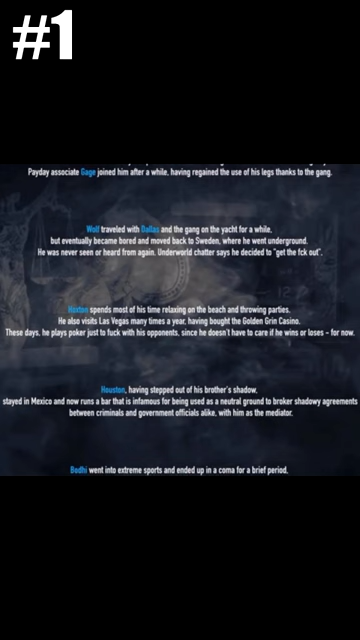 #1
Payday associate Gage joined him after a while, having regained the use of his legs thanks to the gang.
Wolf traveled with Dallas and the gang on the yacht for a while,
but eventually became bored and moved back to Sweden, where he went underground.
He was never seen or heard from again. Underworld chatter says he decided to "get the fck out".
Hoxton spends most of his time relaxing on the beach and throwing parties.
He also visits Las Vegas many times a year, having bought the Golden Grin Casino.
These days, he plays poker just to fuck with his opponents, since he doesn't have to care if he wins or loses - for now.
Houston, having stepped out of his brother's shadow,
stayed in Mexico and now runs a bar that is infamous for being used as a neutral ground to broker shadowy agreements
between criminals and government officials alike, with him as the mediator.
Bodhi went into extreme sports and ended up in a coma for a brief period,